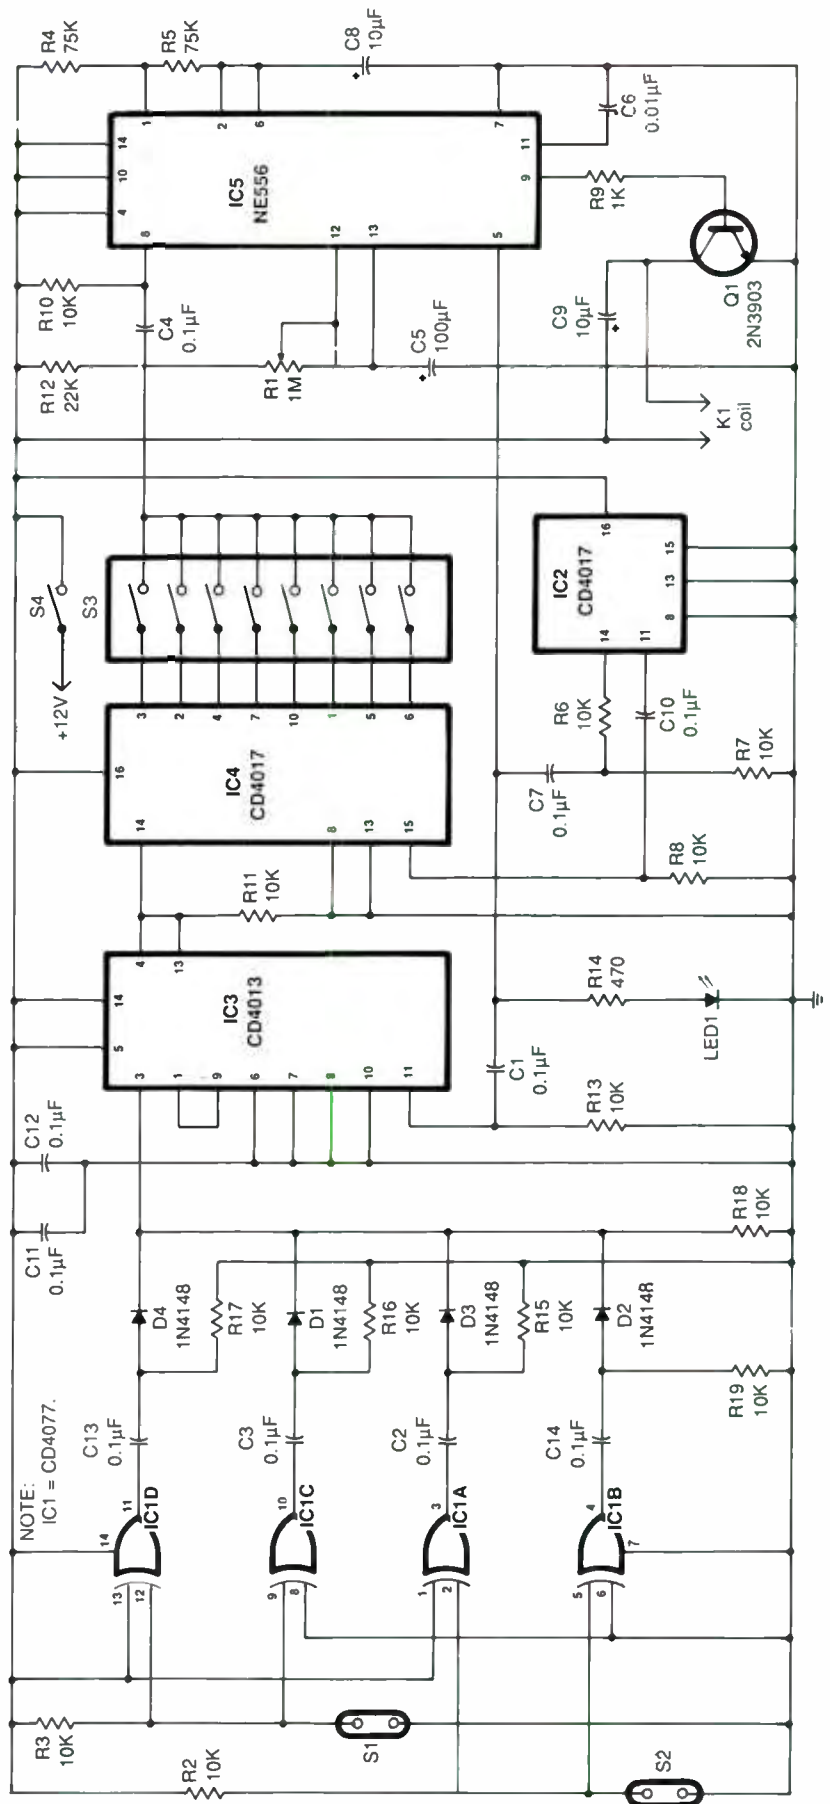 NOTE:
IC1 = CD4077.
R3
10K
R2
10K
S1
S2
13
12
14
11
IC1D
9
8
10
IC1C
1
2
3
IC1A
5
6
4
7
IC1B
C13
0.1µF
C3
0.1µF
C2
0.1µF
C14
0.1µF
D4
1N4148
R17
10K
D1
1N4148
R16
10K
D3
1N4148
R15
10K
D2
1N4148
R19
10K
R18
10K
C11
0.1µF
C12
0.1µF
5
14
IC3
CD4013
3
1
9
6
7
8
10
11
4
13
R11
10K
C1
0.1µF
R13
10K
R14
470
LED1
16
IC4
CD4017
14
8
13
15
3
2
4
7
10
1
5
6
R8
10K
C7
0.1µF
R6
10K
C10
0.1µF
R7
10K
+12V
S4
S3
IC2
CD4017
14
11
16
8
13
15
K1
coil
R12
22K
R10
10K
C4
0.1µF
R1
1M
C5
100µF
C9
10µF
Q1
2N3903
4
10
14
IC5
NE556
8
12
13
5
9
11
1
2
6
7
R9
1K
C6
0.01µF
R4
75K
R5
75K
C8
10µF